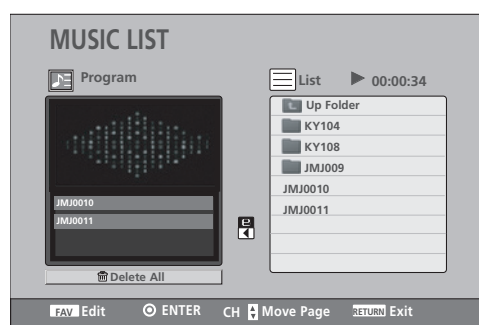 MUSIC LIST
Program
JMJ0010
JMJ0011
Delete All
List 00:00:34
Up Folder
KY104
KY108
JMJ009
JMJ0010
JMJ0011
e
FAV Edit ENTER CH Move Page RETURN Exit